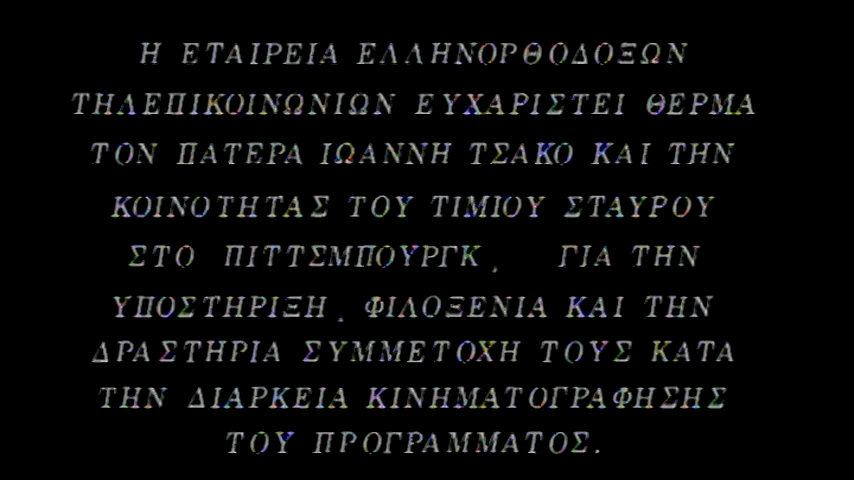 Η ΕΤΑΙΡΕΙΑ ΕΛΛΗΝΟΡΘΟΔΟΞΩΝ
ΤΗΛΕΠΙΚΟΙΝΩΝΙΩΝ ΕΥΧΑΡΙΣΤΕΙ ΘΕΡΜΑ
ΤΟΝ ΠΑΤΕΡΑ ΙΩΑΝΝΗ ΤΣΑΚΟ ΚΑΙ ΤΗΝ
ΚΟΙΝΟΤΗΤΑΣ ΤΟΥ ΤΙΜΙΟΥ ΣΤΑΥΡΟΥ
ΣΤΟ ΠΙΤΤΣΜΠΟΥΡΓΚ, ΓΙΑ ΤΗΝ
ΥΠΟΣΤΗΡΙΞΗ, ΦΙΛΟΞΕΝΙΑ ΚΑΙ ΤΗΝ
ΔΡΑΣΤΗΡΙΑ ΣΥΜΜΕΤΟΧΗ ΤΟΥΣ ΚΑΤΑ
ΤΗΝ ΔΙΑΡΚΕΙΑ ΚΙΝΗΜΑΤΟΓΡΑΦΗΣΗΣ
ΤΟΥ ΠΡΟΓΡΑΜΜΑΤΟΣ.